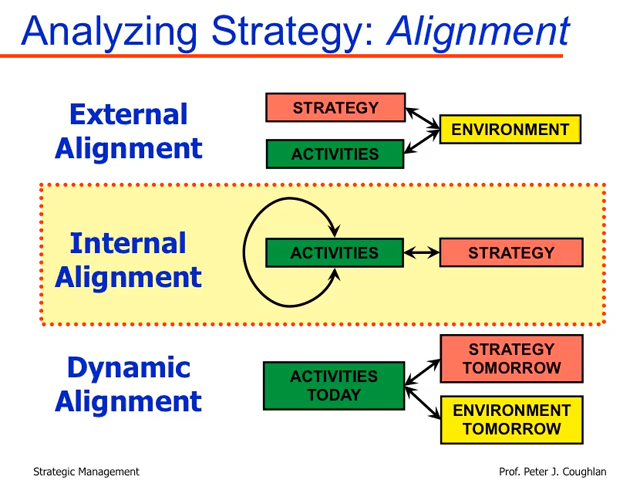 Analyzing Strategy: Alignment
External
Alignment
STRATEGY
ACTIVITIES
ENVIRONMENT
Internal
Alignment
ACTIVITIES
STRATEGY
Dynamic
Alignment
ACTIVITIES
TODAY
STRATEGY
TOMORROW
ENVIRONMENT
TOMORROW
Strategic Management
Prof. Peter J. Coughlan